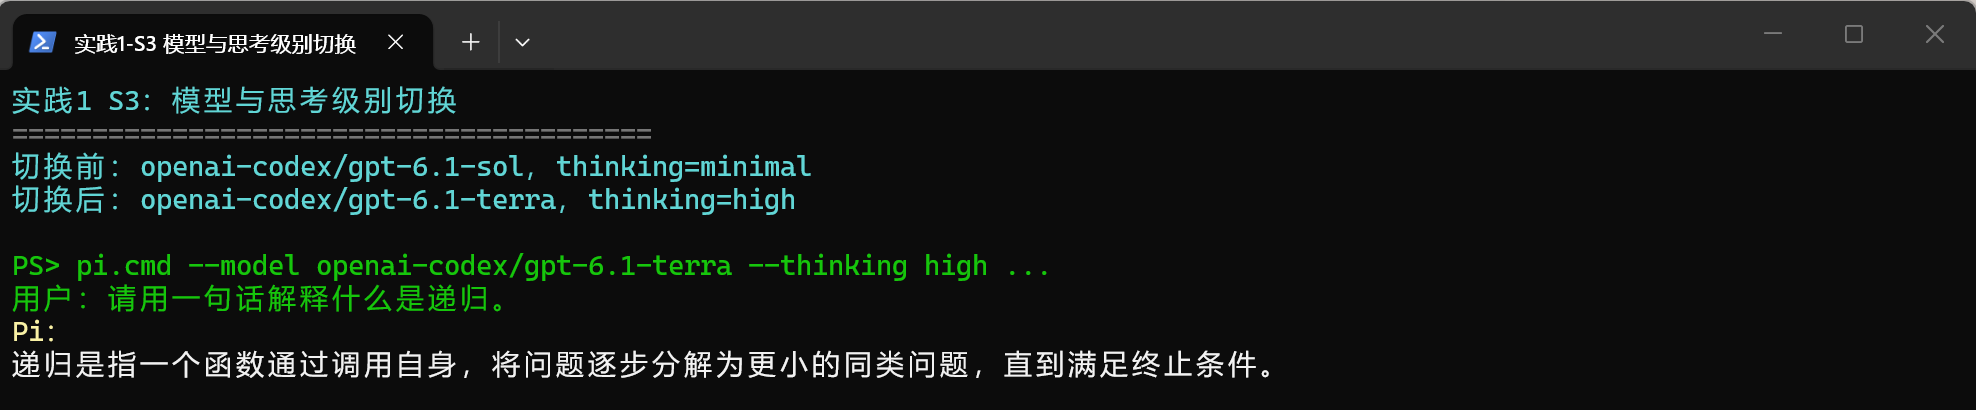 实践1-S3 模型与思考级别切换
实践1 S3：模型与思考级别切换
========================================
切换前：openai-codex/gpt-6.1-sol，thinking=minimal
切换后：openai-codex/gpt-6.1-terra，thinking=high
PS> pi.cmd --model openai-codex/gpt-6.1-terra --thinking high ...
用户：请用一句话解释什么是递归。
Pi：
递归是指一个函数通过调用自身，将问题逐步分解为更小的同类问题，直到满足终止条件。